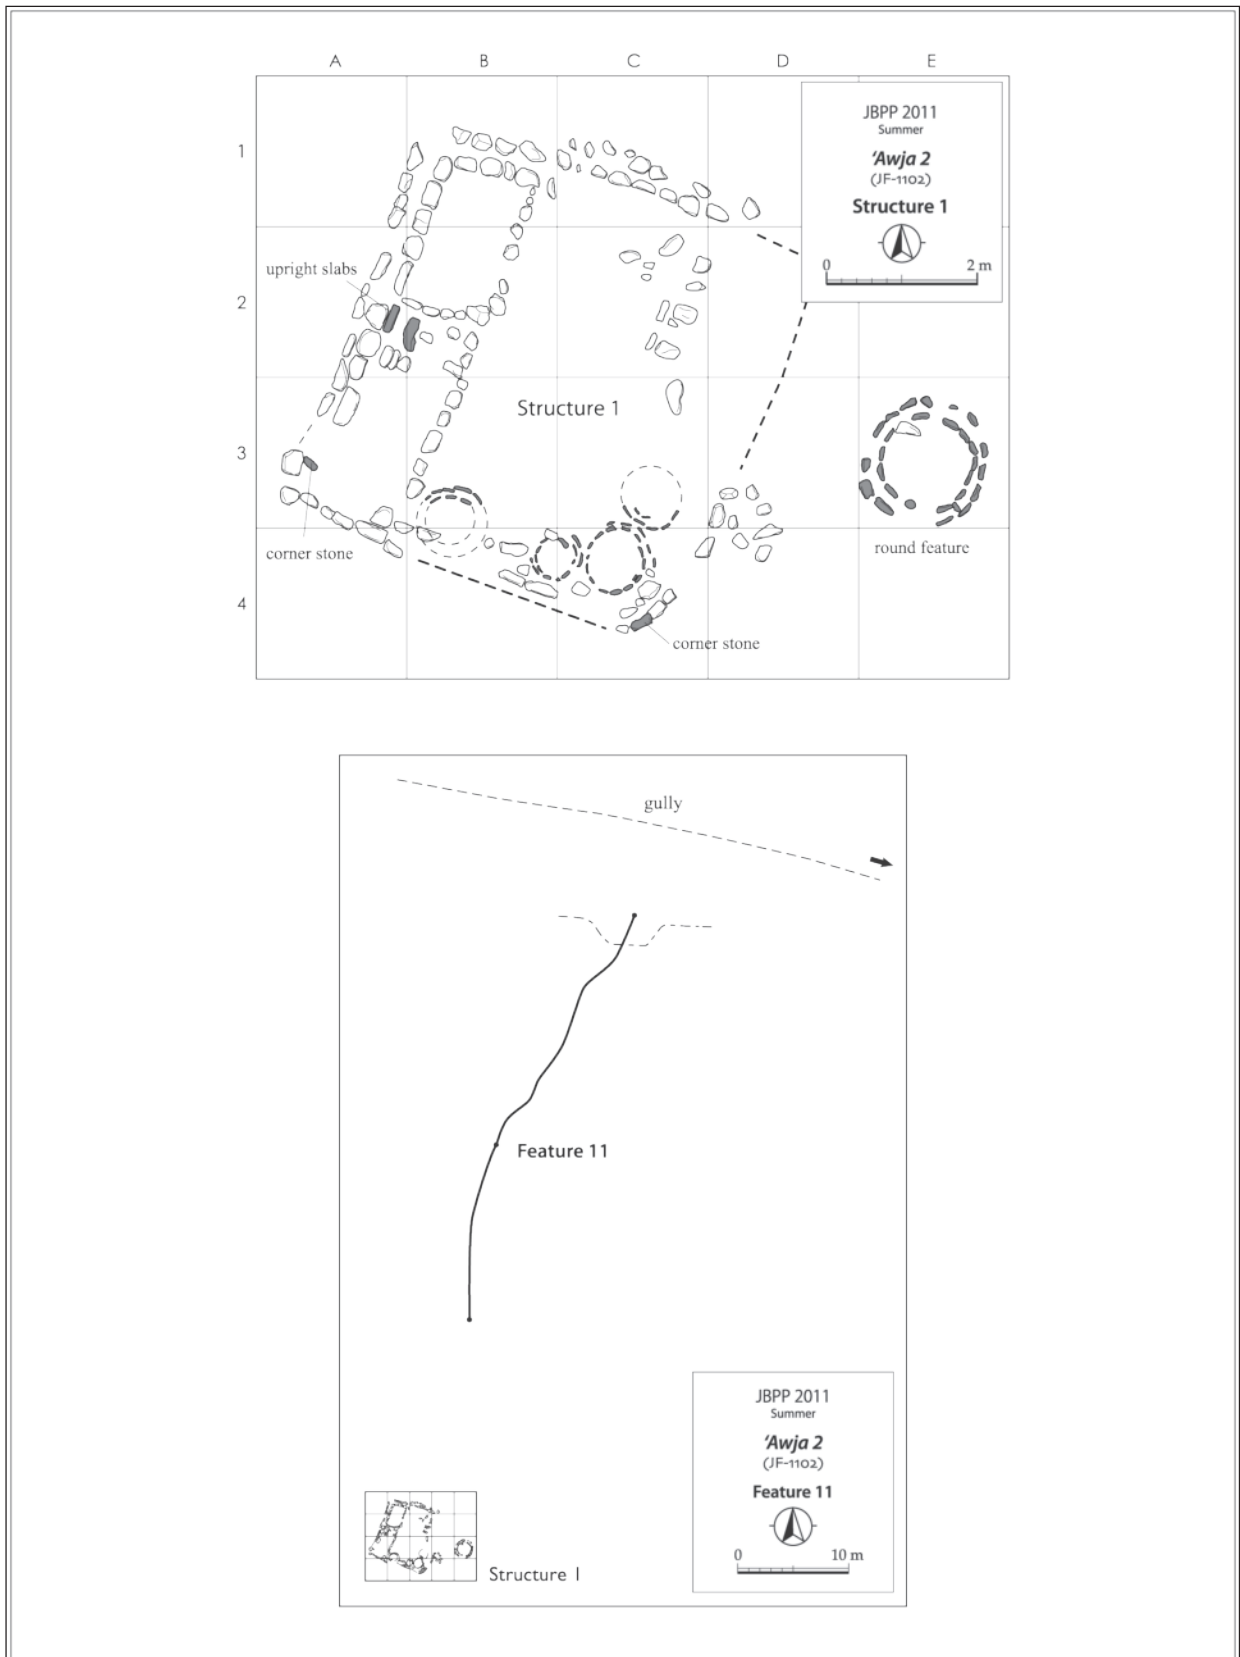 A B C D E
1
2
3
4
JBPP 2011
Summer
'Awja 2
(JF-1102)
Structure 1
0 2 m
upright slabs
Structure 1
corner stone
round feature
corner stone
gully
Feature 11
JBPP 2011
Summer
'Awja 2
(JF-1102)
Feature 11
0 10 m
Structure 1